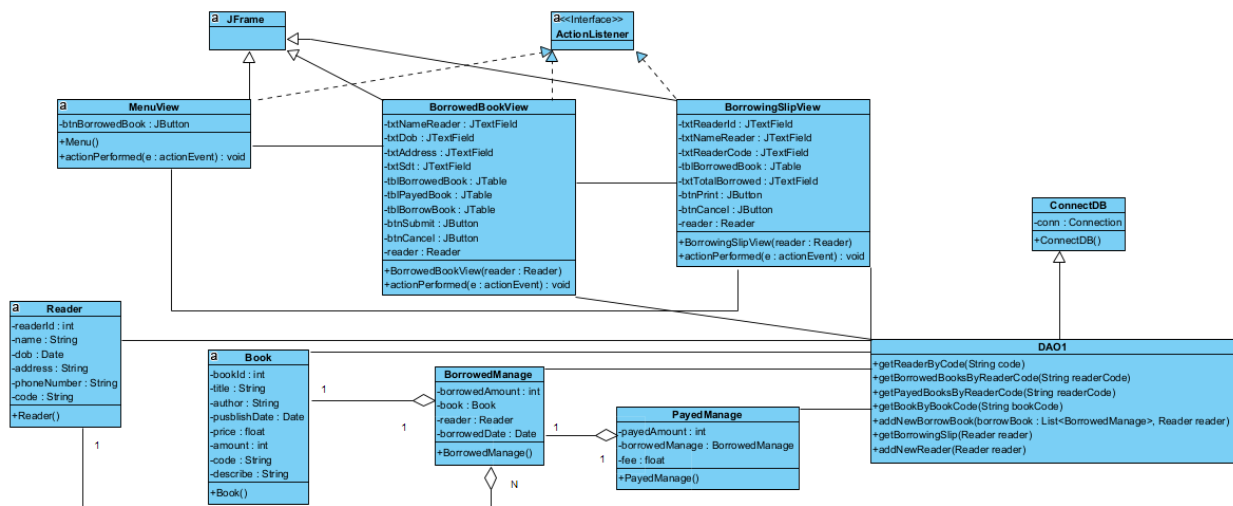 a
JFrame
a
<<Interface>>
ActionListener
a
MenuView
-btnBorrowedBook : JButton
+Menu()
+actionPerformed(e : actionEvent) : void
BorrowedBookView
-txtNameReader : JTextField
-txtDob : JTextField
-txtAddress : JTextField
-txtSdt : JTextField
-tblBorrowedBook : JTable
-tblPayedBook : JTable
-tblBorrowBook : JTable
-btnSubmit : JButton
-btnCancel : JButton
-reader : Reader
+BorrowedBookView(reader : Reader)
+actionPerformed(e : actionEvent) : void
BorrowingSlipView
-txtReaderId : JTextField
-txtNameReader : JTextField
-txtReaderCode : JTextField
-tblBorrowedBook : JTable
-txtTotalBorrowed : JTextField
-btnPrint : JButton
-btnCancel : JButton
-reader : Reader
+BorrowingSlipView(reader : Reader)
+actionPerformed(e : actionEvent) : void
ConnectDB
-conn : Connection
+ConnectDB()
a
Reader
-readerId : int
-name : String
-dob : Date
-address : String
-phoneNumber : String
-code : String
+Reader()
1
a
Book
-bookId : int
-title : String
-author : String
-pusblishDate : Date
-price : float
-amount : int
-code : String
-describe : String
+Book()
1
1
BorrowedManage
-borrowedAmount : int
-book : Book
-reader : Reader
-borrowedDate : Date
+BorrowedManage()
N
1
1
PayedManage
-payedAmount : int
-borrowedManage : BorrowedManage
-fee : float
+PayedManage()
DAO1
+getReaderByCode(String code)
+getBorrowedBooksByReaderCode(String readerCode)
+getPayedBooksByReaderCode(String readerCode)
+getBookByBookCode(String bookCode)
+addNewBorrowBook(borrowBook : List<BorrowedManage>, Reader reader)
+getBorrowingSlip(Reader reader)
+addNewReader(Reader reader)